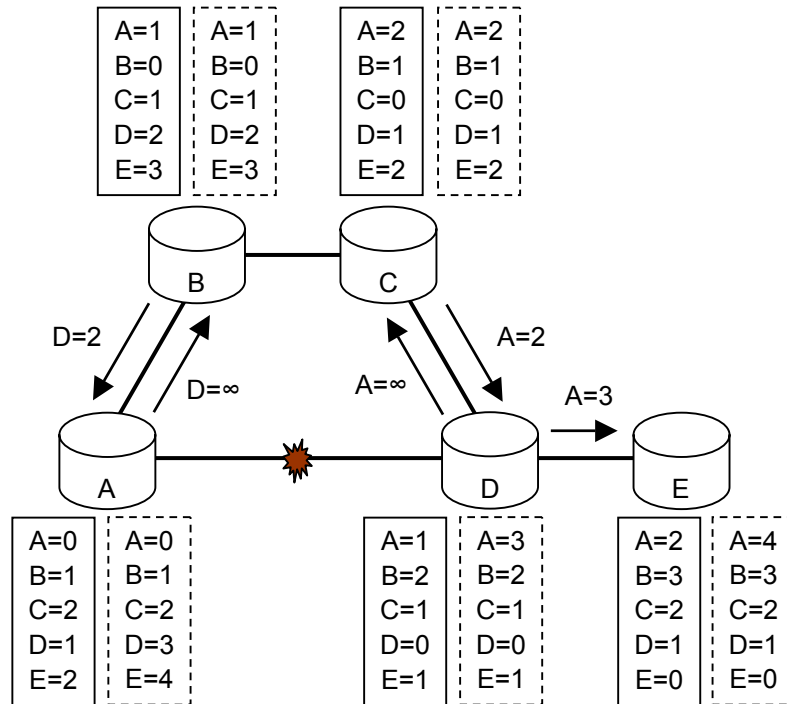 A=1
B=0
C=1
D=2
E=3
A=1
B=0
C=1
D=2
E=3
A=2
B=1
C=0
D=1
E=2
A=2
B=1
C=0
D=1
E=2
B
C
D=2
D=∞
A=∞
A=2
A=3
A
D
E
A=0
B=1
C=2
D=1
E=2
A=0
B=1
C=2
D=3
E=4
A=1
B=2
C=1
D=0
E=1
A=3
B=2
C=1
D=0
E=1
A=2
B=3
C=2
D=1
E=0
A=4
B=3
C=2
D=1
E=0